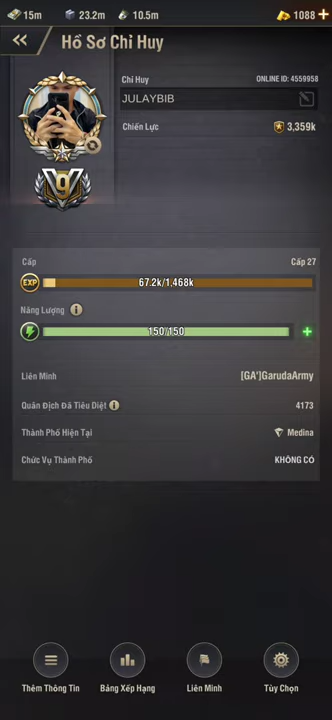 15m 23.2m 10.5m 1088 +
Hồ Sơ Chỉ Huy
Chỉ Huy ONLINE ID: 4559958
JULAYBIB
Chiến Lực 3,359k
9
Cấp Cấp 27
EXP 67.2k/1,468k
Năng Lượng i
150/150 +
Liên Minh [GA']GarudaArmy
Quân Địch Đã Tiêu Diệt i 4173
Thành Phố Hiện Tại Medina
Chức Vụ Thành Phố KHÔNG CÓ
Thêm Thông Tin Bảng Xếp Hạng Liên Minh Tùy Chọn